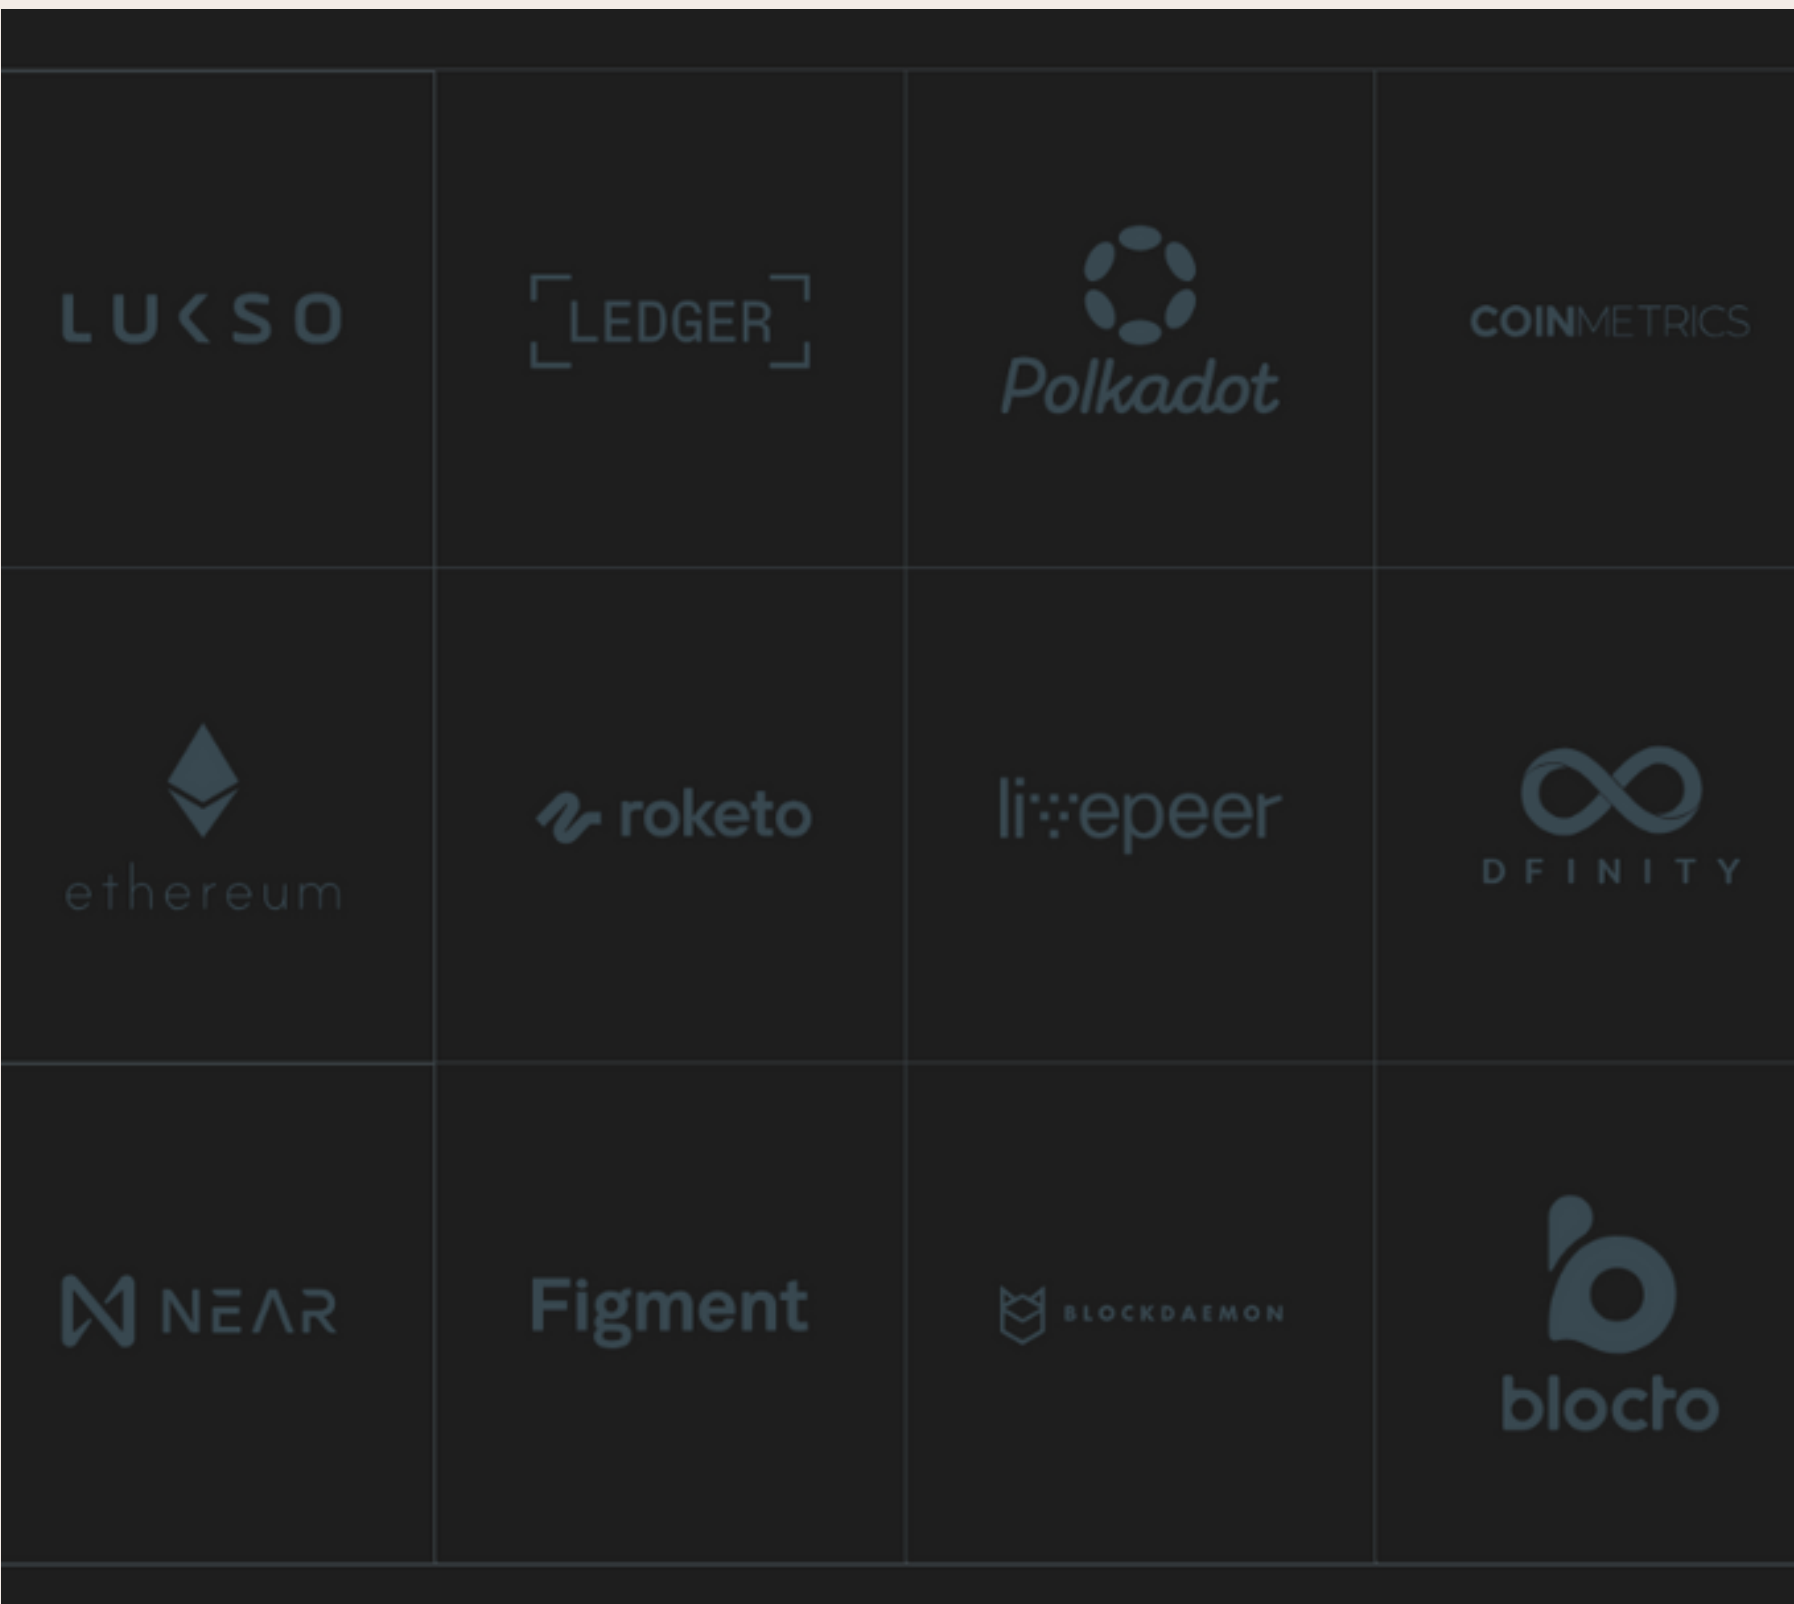 LUKSO
LEDGER
Polkadot
COINMETRICS
ethereum
roketo
livepeer
DFINITY
NEAR
Figment
BLOCKDAEMON
blocto